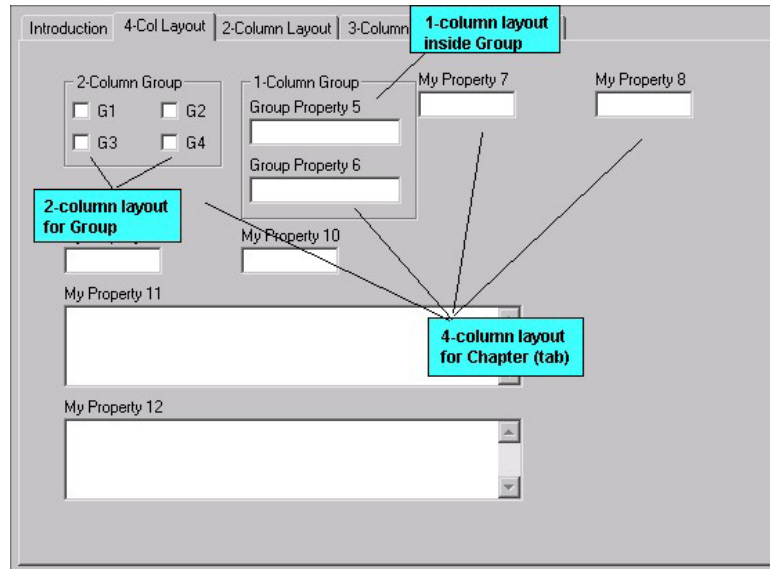 Introduction
4-Col Layout
2-Column Layout
3-Column
1-column layout
inside Group
2-Column Group
G1
G2
G3
G4
1-Column Group
Group Property 5
Group Property 6
My Property 7
My Property 8
2-column layout
for Group
My Property 10
My Property 11
4-column layout
for Chapter (tab)
My Property 12